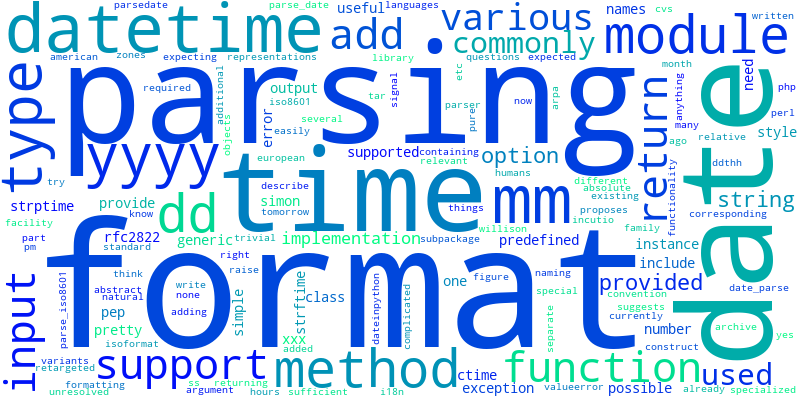 parsedate
parse_date
useful
languages
names
cvs
written
datetime
add
various
commonly
module
american
zones
expecting
representations
library
questions
expected
month
need
php
type
parsing
date
required
additional
output
iso8601
tar
signal
etc
parser
pure
now
arpa
return
anything
many
perl
several
objects
error
easily
relative
style
yyyy
time
european
supported
containing
relevant
option
functionality
ago
ddthh
try
describe
humans
different
absolute
existing
string
strptime
provide
dd
simon
tomorrow
things
mm
proposes
incutio
corresponding
facility
know
willison
family
part
rfc2822
generic
trivial
implementation
subpackage
predefined
instance
pm
standard
right
format
include
input
parse_iso8601
think
raise
one
figure
naming
special
provided
date_parse
abstract
none
natural
write
class
strftime
dateinpython
complicated
convention
suggests
adding
pep
simple
currently
isoformat
pretty
xxx
added
separate
number
archive
yes
construct
variants
support
method
ctime
function
used
retargeted
formatting
ss
returning
exception
valueerror
possible
already
specialized
unresolved
argument
hours
sufficient
i18n